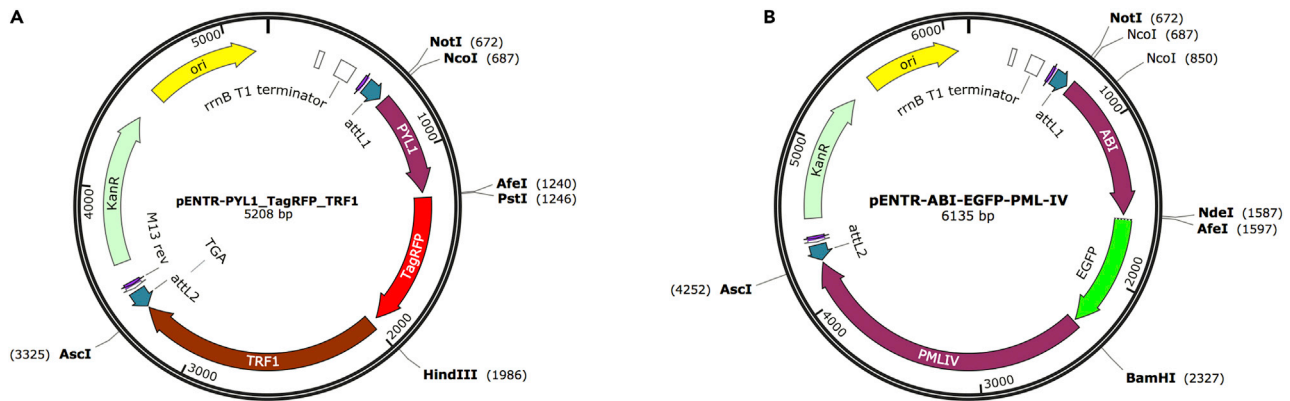 A
5000
ori
rrnB T1 terminator
attL1
NotI (672)
NcoI (687)
PYL1
1000
AfeI (1240)
PstI (1246)
KanR
4000
pENTR-PYL1_TagRFP_TRF1
5208 bp
TagRFP
M13 rev
TGA
attL2
2000
HindIII (1986)
TRF1
3000
(3325) AscI
B
6000
ori
rrnB T1 terminator
attL1
NotI (672)
NcoI (687)
NcoI (850)
1000
ABI
5000
KanR
pENTR-ABI-EGFP-PML-IV
6135 bp
NdeI (1587)
AfeI (1597)
EGFP
2000
attL2
(4252) AscI
4000
PMLIV
3000
BamHI (2327)